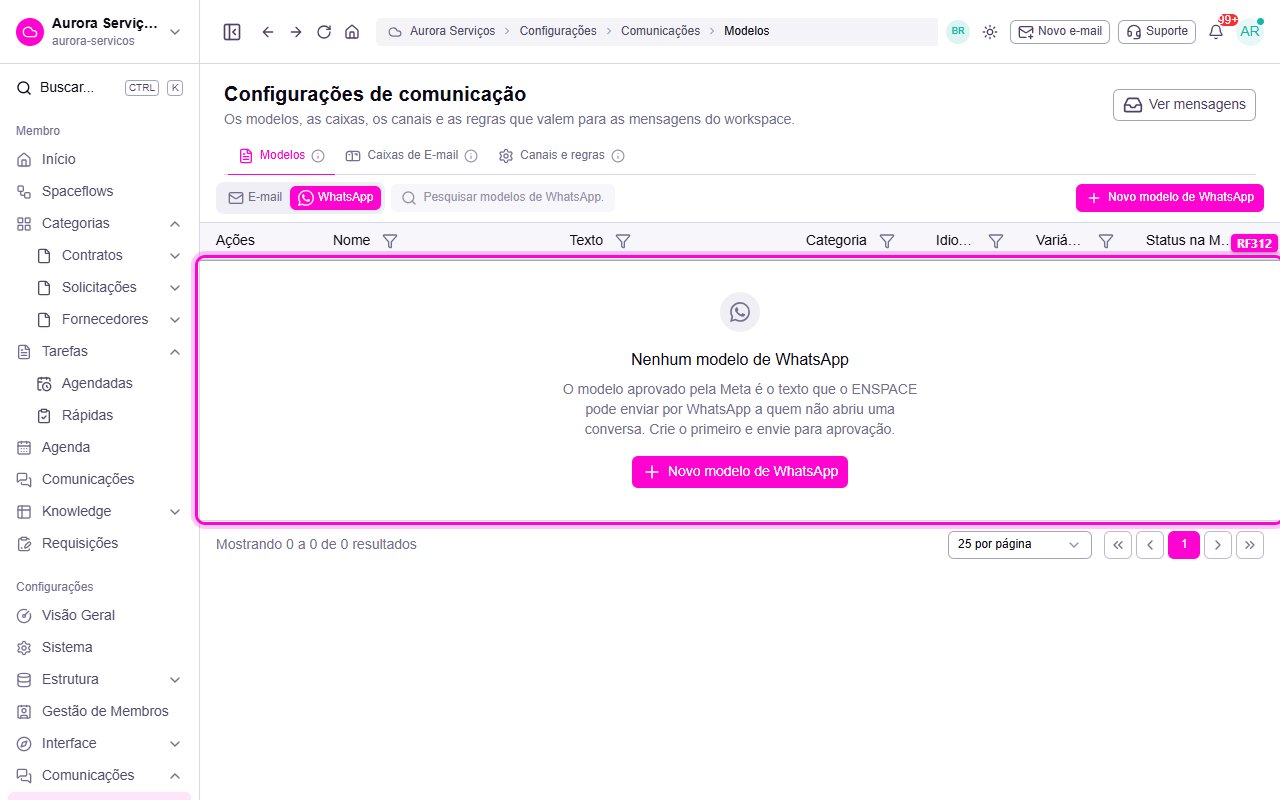 Aurora Serviç...
aurora-servicos
Aurora Serviços
Configurações
Comunicações
Modelos
BR
Novo e-mail
Suporte
99+
AR
Buscar...
CTRL
K
Membro
Início
Spaceflows
Categorias
Contratos
Solicitações
Fornecedores
Tarefas
Agendadas
Rápidas
Agenda
Comunicações
Knowledge
Requisições
Configurações
Visão Geral
Sistema
Estrutura
Gestão de Membros
Interface
Comunicações
Configurações de comunicação
Os modelos, as caixas, os canais e as regras que valem para as mensagens do workspace.
Ver mensagens
Modelos
Caixas de E-mail
Canais e regras
E-mail
WhatsApp
Pesquisar modelos de WhatsApp.
Novo modelo de WhatsApp
Ações
Nome
Texto
Categoria
Idio...
Variá...
Status na M...
RF312
Nenhum modelo de WhatsApp
O modelo aprovado pela Meta é o texto que o ENSPACE
pode enviar por WhatsApp a quem não abriu uma
conversa. Crie o primeiro e envie para aprovação.
Novo modelo de WhatsApp
Mostrando 0 a 0 de 0 resultados
25 por página
1